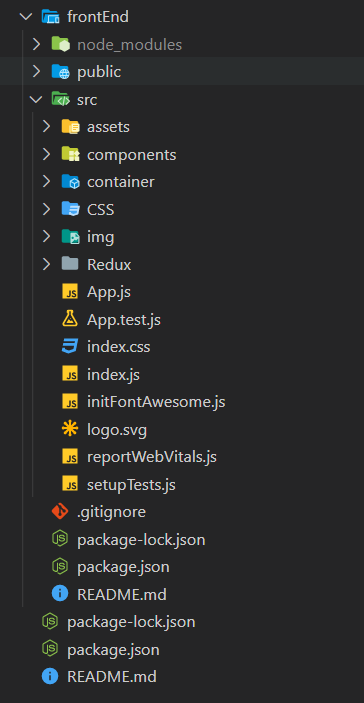 frontEnd
node_modules
public
src
assets
components
container
CSS
img
Redux
App.js
App.test.js
index.css
index.js
initFontAwesome.js
logo.svg
reportWebVitals.js
setupTests.js
.gitignore
package-lock.json
package.json
README.md
package-lock.json
package.json
README.md